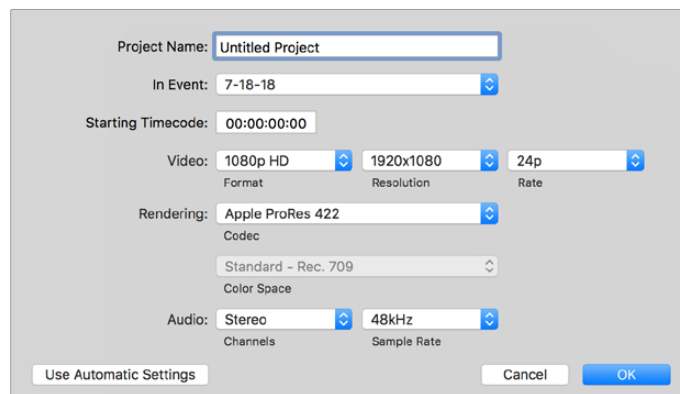 Project Name: Untitled Project
In Event: 7-18-18
Starting Timecode: 00:00:00:00
Video: 1080p HD 1920x1080 24p
Format Resolution Rate
Rendering: Apple ProRes 422
Codec
Standard - Rec. 709
Color Space
Audio: Stereo 48kHz
Channels Sample Rate
Use Automatic Settings Cancel OK